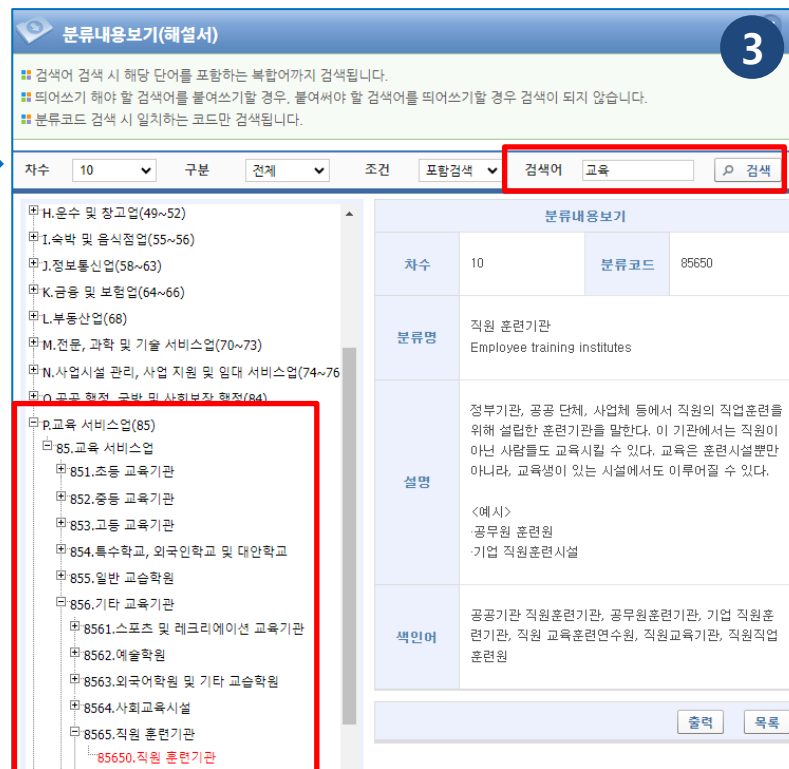 분류내용보기(해설서)
3
검색어 검색 시 해당 단어를 포함하는 복합어까지 검색됩니다.
띄어쓰기 해야 할 검색어를 붙여쓰기할 경우, 붙여써야 할 검색어를 띄어쓰기할 경우 검색이 되지 않습니다.
분류코드 검색 시 일치하는 코드만 검색됩니다.
차수 10 구분 전체 조건 포함검색 검색어 교육 검색
H.운수 및 창고업(49~52)
I.숙박 및 음식점업(55~56)
J.정보통신업(58~63)
K.금융 및 보험업(64~66)
L.부동산업(68)
M.전문, 과학 및 기술 서비스업(70~73)
N.사업시설 관리, 사업 지원 및 임대 서비스업(74~76
O.공공 행정, 국방 및 사회보장 행정(84)
P.교육 서비스업(85)
85.교육 서비스업
851.초등 교육기관
852.중등 교육기관
853.고등 교육기관
854.특수학교, 외국인학교 및 대안학교
855.일반 교습학원
856.기타 교육기관
8561.스포츠 및 레크리에이션 교육기관
8562.예술학원
8563.외국어학원 및 기타 교습학원
8564.사회교육시설
8565.직원 훈련기관
85650.직원 훈련기관
분류내용보기
차수 10 분류코드 85650
분류명
직원 훈련기관
Employee training institutes
설명
정부기관, 공공 단체, 사업체 등에서 직원의 직업훈련을
위해 설립한 훈련기관을 말한다. 이 기관에서는 직원이
아닌 사람들도 교육시킬 수 있다. 교육은 훈련시설뿐만
아니라, 교육생이 있는 시설에서도 이루어질 수 있다.
<예시>
·공무원 훈련원
·기업 직원훈련시설
색인어
공공기관 직원훈련기관, 공무원훈련기관, 기업 직원훈
련기관, 직원 교육훈련연수원, 직원교육기관, 직원직업
훈련원
출력 목록